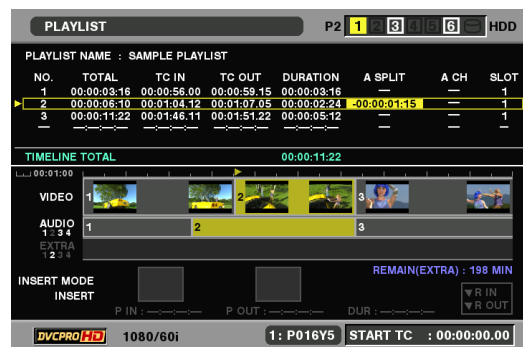 PLAYLIST P2 1 2 3 4 5 6 HDD
PLAYLIST NAME : SAMPLE PLAYLIST
NO. TOTAL TC IN TC OUT DURATION A SPLIT A CH SLOT
1 00:00:03:16 00:00:56.00 00:00:59.15 00:00:03:16 — — 1
2 00:00:06:10 00:01:04.12 00:01:07.05 00:00:02:24 -00:00:01:15 — 1
3 00:00:11:22 00:01:46.11 00:01:51.22 00:00:05:12 — — 1
— —:—:—:— —:—:—:— —:—:—:— —:—:—:— — — —
TIMELINE TOTAL 00:00:11:22
00:01:00
VIDEO 1 2 3
AUDIO 1 2 3
1 2 3 4
EXTRA
1 2 3 4
REMAIN(EXTRA) : 198 MIN
INSERT MODE
INSERT
▼R IN
▼R OUT
P IN : —:—:—:— P OUT : —:—:—:— DUR : —:—:—:—
DVCPRO HD 1080/60i 1: P016Y5 START TC : 00:00:00.00